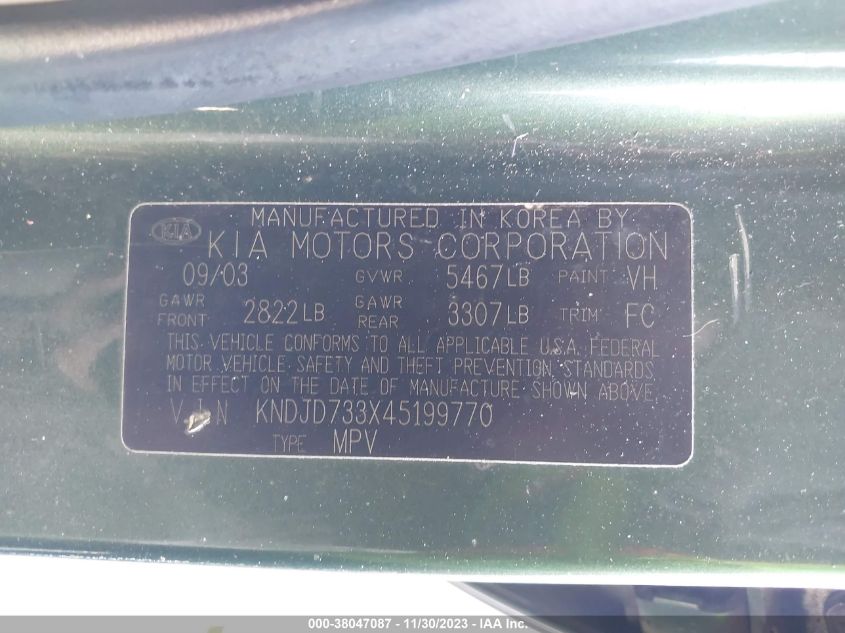 MANUFACTURED IN KOREA BY
KIA KIA MOTORS CORPORATION
09/03 GVWR 5467LB PAINT VH
GAWR FRONT 2822LB GAWR REAR 3307LB TRIM FC
THIS VEHICLE CONFORMS TO ALL APPLICABLE U.S.A. FEDERAL
MOTOR VEHICLE SAFETY AND THEFT PREVENTION STANDARDS
IN EFFECT ON THE DATE OF MANUFACTURE SHOWN ABOVE.
V I N KNDJD733X45199770
TYPE MPV
000-38047087 - 11/30/2023 - IAA Inc.